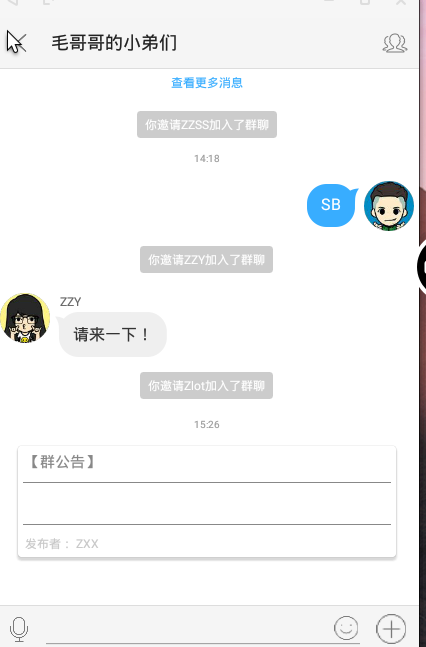 毛哥哥的小弟们
查看更多消息
你邀请ZZSS加入了群聊
14:18
SB
你邀请ZZY加入了群聊
ZZY
请来一下！
你邀请Zlot加入了群聊
15:26
【群公告】
发布者： ZXX